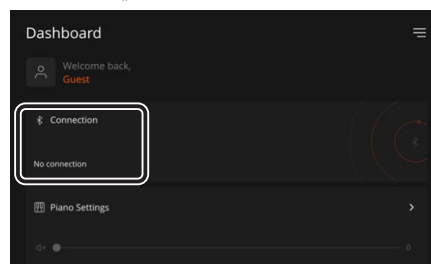 Dashboard
Welcome back,
Guest
Connection
No connection
Piano Settings
0